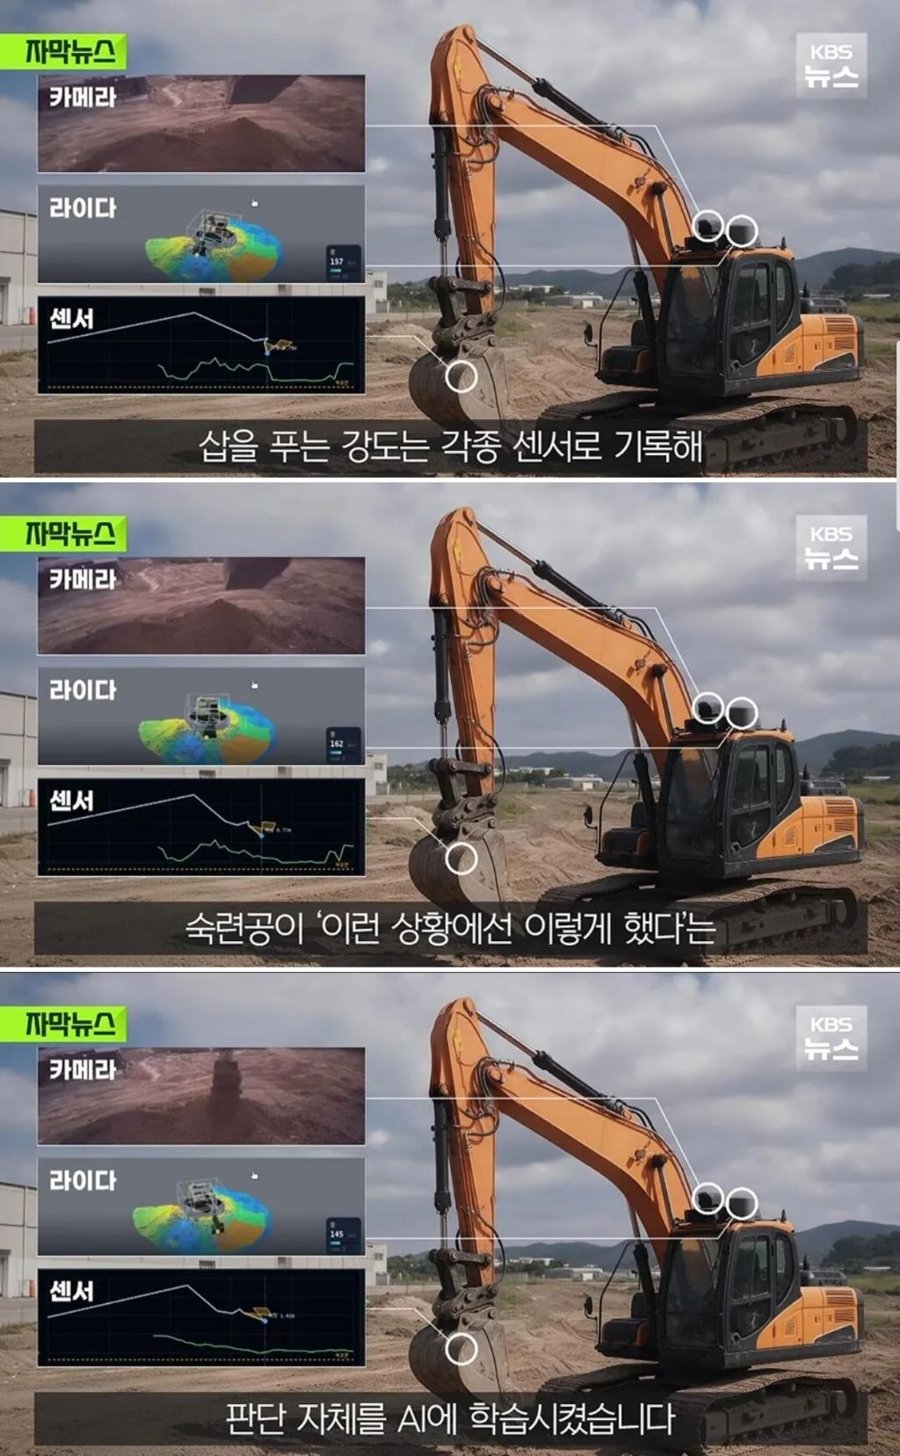 자막뉴스
KBS
뉴스
카메라
라이다
157
센서
삽을 푸는 강도는 각종 센서로 기록해
자막뉴스
KBS
뉴스
카메라
라이다
162
센서
숙련공이 ‘이런 상황에선 이렇게 했다’는
자막뉴스
KBS
뉴스
카메라
라이다
145
센서
판단 자체를 AI에 학습시켰습니다